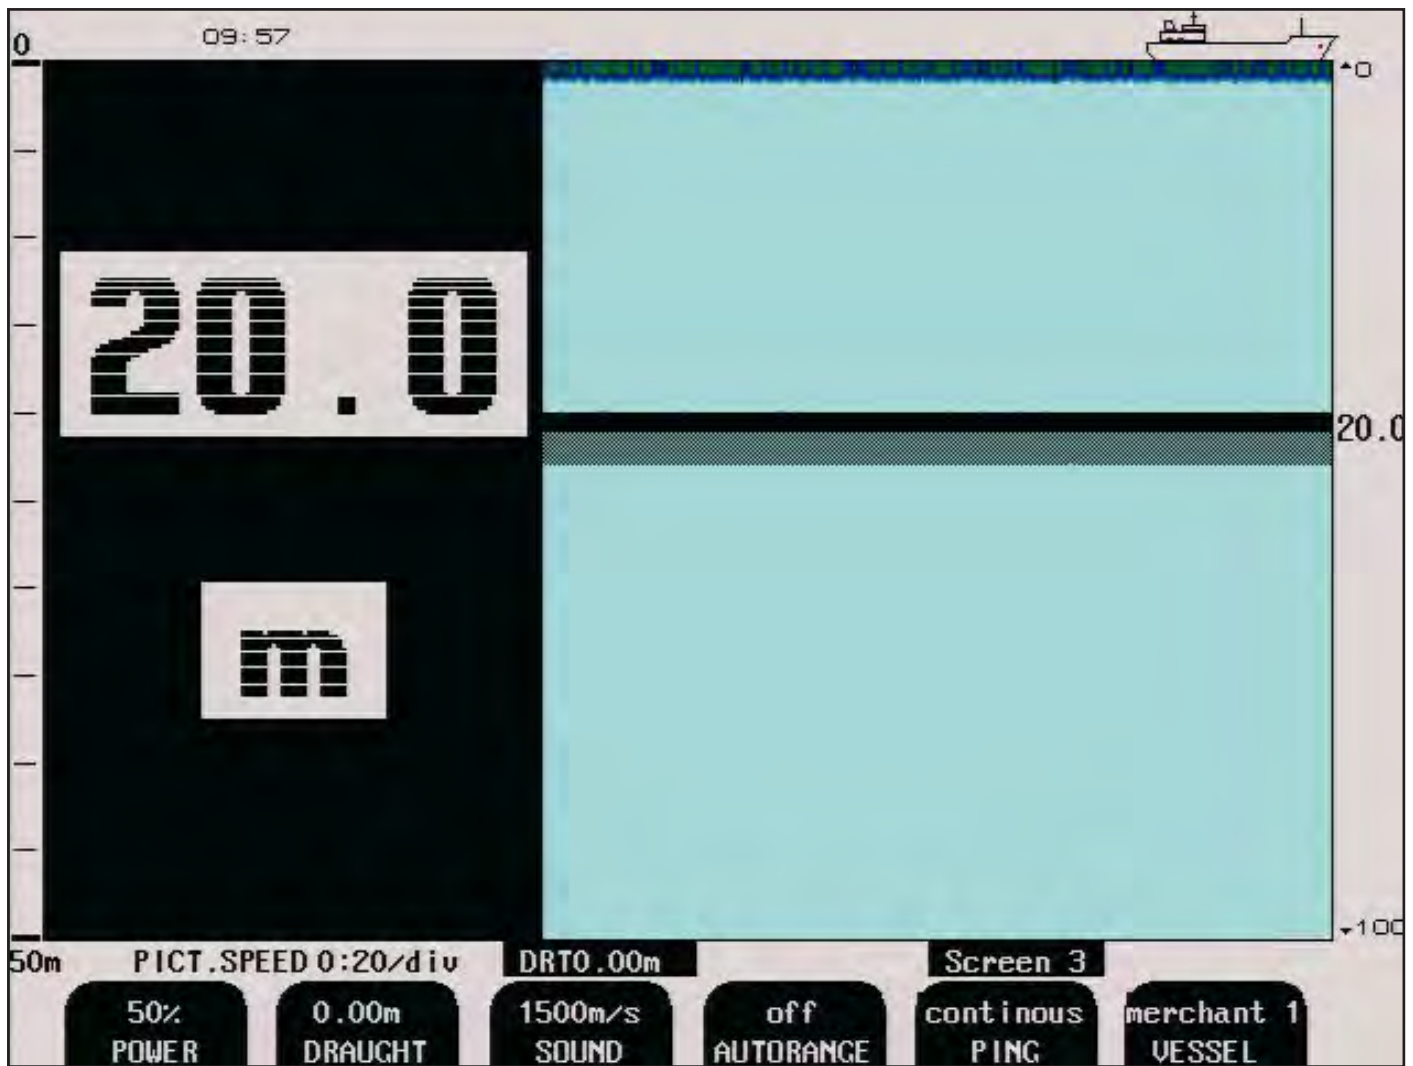 0
09:57
0
20.0
20.0
m
100
50m PICT.SPEED 0:20/div DRT0.00m Screen 3
50% 0.00m 1500m/s off continous merchant 1
POWER DRAUGHT SOUND AUTORANGE PING VESSEL